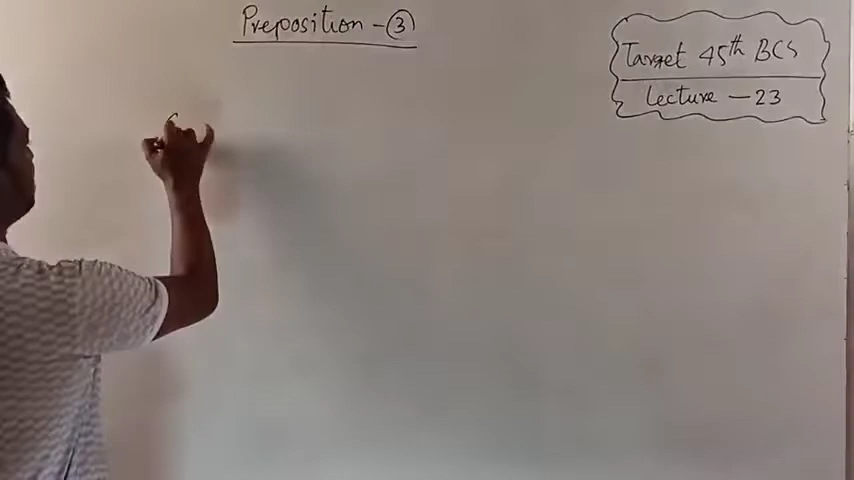 Preposition - ③
Target 45th BCS
Lecture - 23